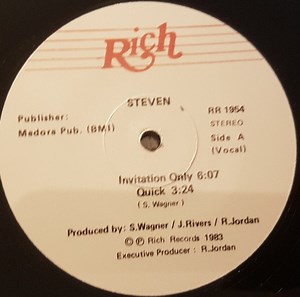 Rich
STEVEN
Publisher:
Medora Pub. (BMI)
RR 1954
STEREO
Side A
(Vocal)
Invitation Only 6:07
Quick 3:24
( S. Wagner )
Produced by: S. Wagner / J. Rivers / R. Jordan
© ℗ Rich Records 1983
Executive Producer : R. Jordan